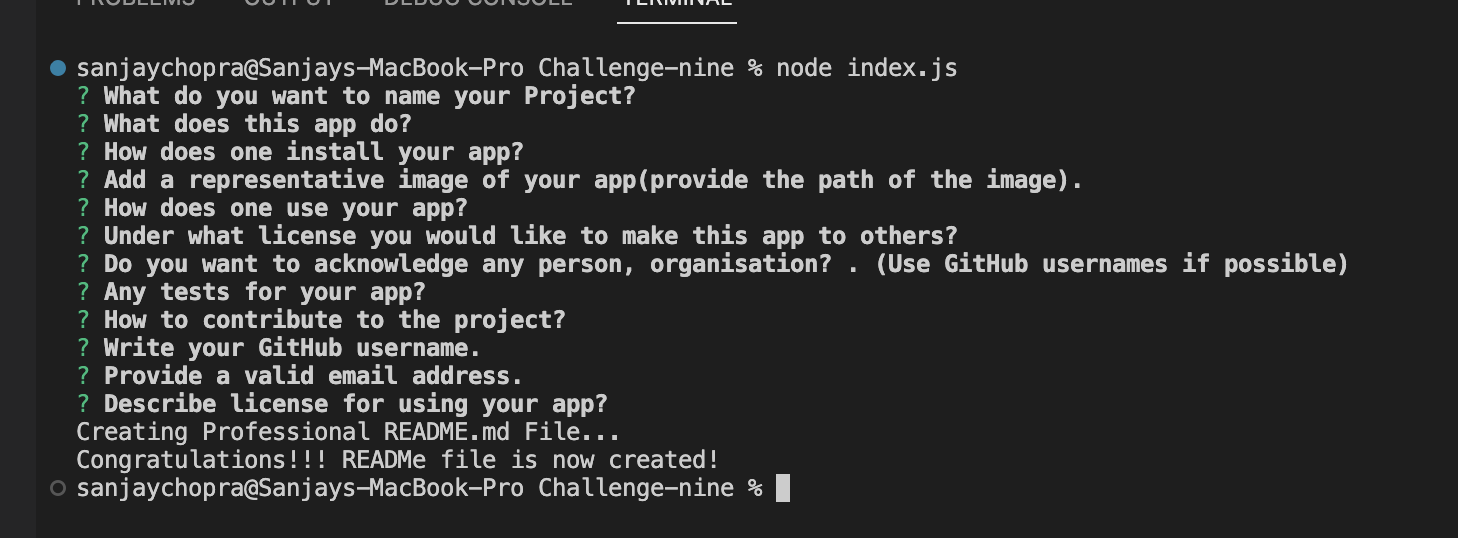 PROBLEMS OUTPUT DEBUG CONSOLE TERMINAL
sanjaychopra@Sanjays-MacBook-Pro Challenge-nine % node index.js
? What do you want to name your Project?
? What does this app do?
? How does one install your app?
? Add a representative image of your app(provide the path of the image).
? How does one use your app?
? Under what license you would like to make this app to others?
? Do you want to acknowledge any person, organisation? . (Use GitHub usernames if possible)
? Any tests for your app?
? How to contribute to the project?
? Write your GitHub username.
? Provide a valid email address.
? Describe license for using your app?
Creating Professional README.md File...
Congratulations!!! READMe file is now created!
sanjaychopra@Sanjays-MacBook-Pro Challenge-nine %